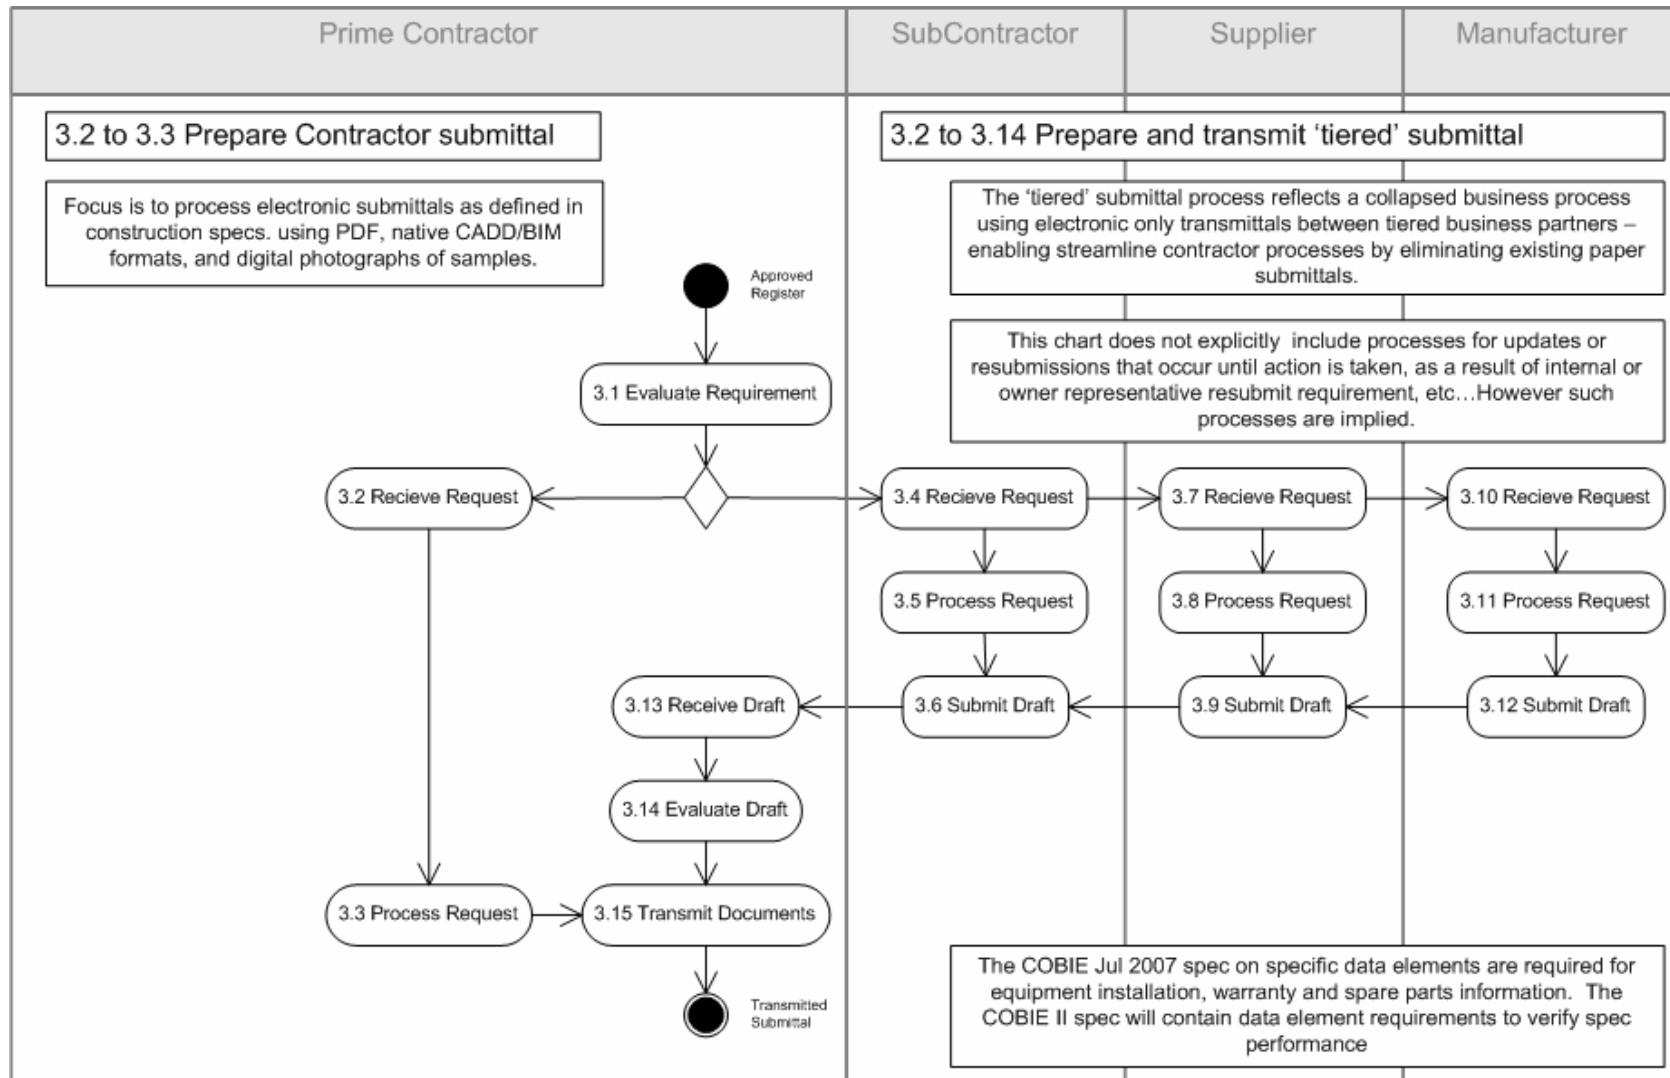 Prime Contractor
SubContractor
Supplier
Manufacturer
3.2 to 3.3 Prepare Contractor submittal
3.2 to 3.14 Prepare and transmit ‘tiered’ submittal
Focus is to process electronic submittals as defined in
construction specs. using PDF, native CADD/BIM
formats, and digital photographs of samples.
The ‘tiered’ submittal process reflects a collapsed business process
using electronic only transmittals between tiered business partners –
enabling streamline contractor processes by eliminating existing paper
submittals.
Approved
Register
This chart does not explicitly include processes for updates or
resubmissions that occur until action is taken, as a result of internal or
owner representative resubmit requirement, etc…However such
processes are implied.
3.1 Evaluate Requirement
3.2 Recieve Request
3.4 Recieve Request
3.7 Recieve Request
3.10 Recieve Request
3.5 Process Request
3.8 Process Request
3.11 Process Request
3.13 Receive Draft
3.6 Submit Draft
3.9 Submit Draft
3.12 Submit Draft
3.14 Evaluate Draft
3.3 Process Request
3.15 Transmit Documents
Transmitted
Submittal
The COBIE Jul 2007 spec on specific data elements are required for
equipment installation, warranty and spare parts information. The
COBIE II spec will contain data element requirements to verify spec
performance